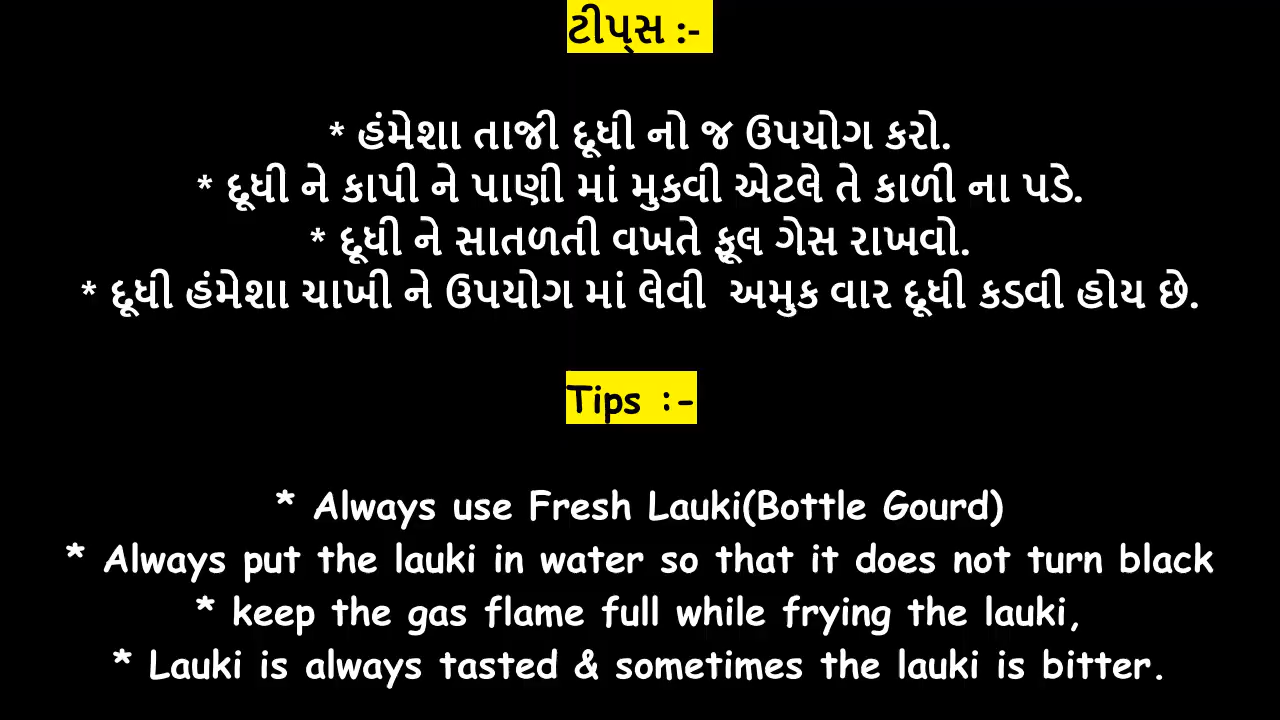 ટીપ્સ :-
* હંમેશા તાજી દૂધી નો જ ઉપયોગ કરો.
* દૂધી ને કાપી ને પાણી માં મુકવી એટલે તે કાળી ના પડે.
* દૂધી ને સાતળતી વખતે ફૂલ ગેસ રાખવો.
* દૂધી હંમેશા ચાખી ને ઉપયોગ માં લેવી  અમુક વાર દૂધી કડવી હોય છે.
Tips :-
* Always use Fresh Lauki(Bottle Gourd)
* Always put the lauki in water so that it does not turn black
* keep the gas flame full while frying the lauki,
* Lauki is always tasted & sometimes the lauki is bitter.